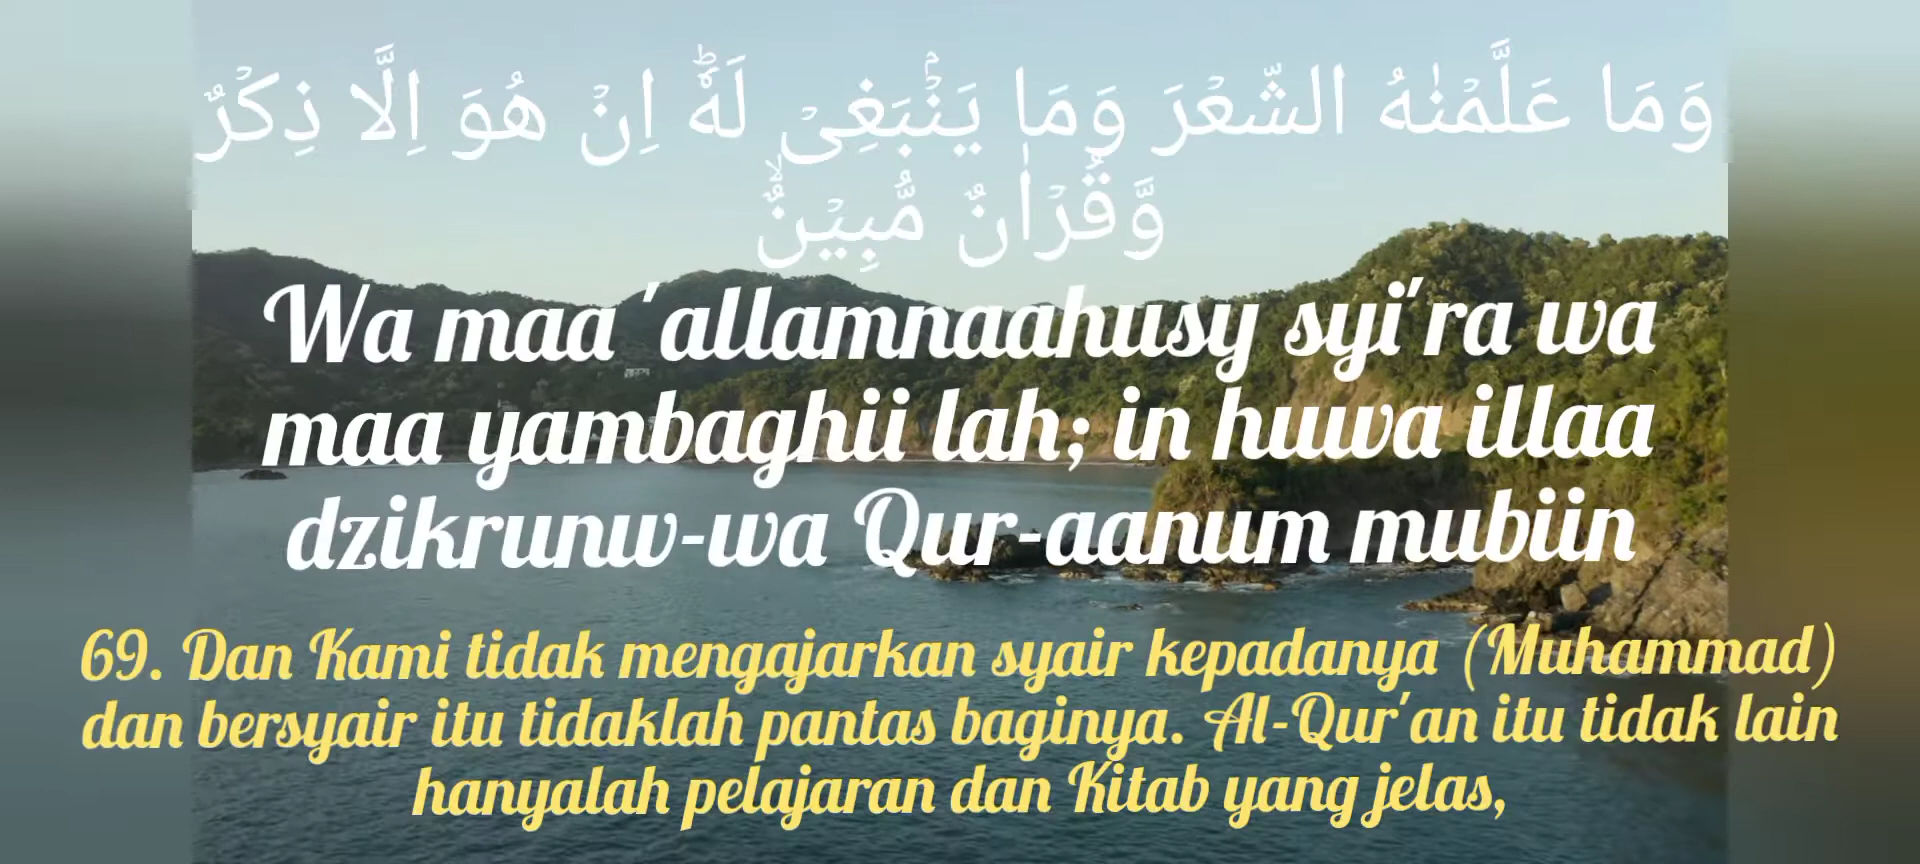 وَمَا عَلَّمْنٰهُ الشِّعْرَ وَمَا يَنْۢبَغِيْ لَهٗۗ اِنْ هُوَ اِلَّا ذِكْرٌ
وَّقُرْاٰنٌ مُّبِيْنٌۙ
Wa maa 'allamnaahusy syi'ra wa
maa yambaghii lah; in huwa illaa
dzikrunw-wa Qur-aanum mubiin
69. Dan Kami tidak mengajarkan syair kepadanya (Muhammad)
dan bersyair itu tidaklah pantas baginya. Al-Qur'an itu tidak lain
hanyalah pelajaran dan Kitab yang jelas,